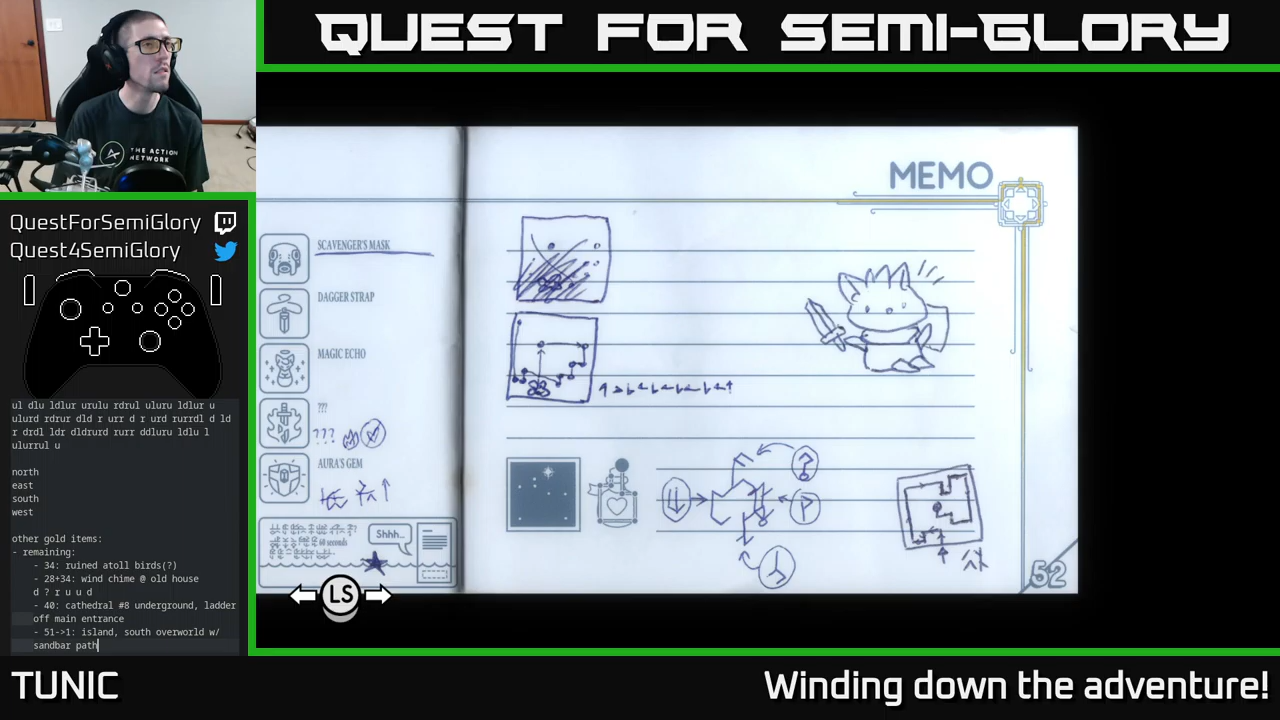 QUEST FOR SEMI-GLORY
THE ACTION
NETWORK
QuestForSemiGlory
Quest4SemiGlory
ul dlu ldlur urulu rdrul uluru ldlur u
ulurd rdrur dld r urr d r urd rurrdl d ld
r drdl ldr dldrurd rurr ddluru ldlu l
ulurrul u
north
east
south
west
other gold items:
- remaining:
- 34: ruined atoll birds(?)
- 28+34: wind chime @ old house
d ? r u u d
- 40: cathedral #8 underground, ladder
off main entrance
- 51->1: island, south overworld w/
sandbar path
SCAVENGER'S MASK
DAGGER STRAP
MAGIC ECHO
???
???
AURA'S GEM
60 seconds
Shhh..
LS
MEMO
52
TUNIC
Winding down the adventure!